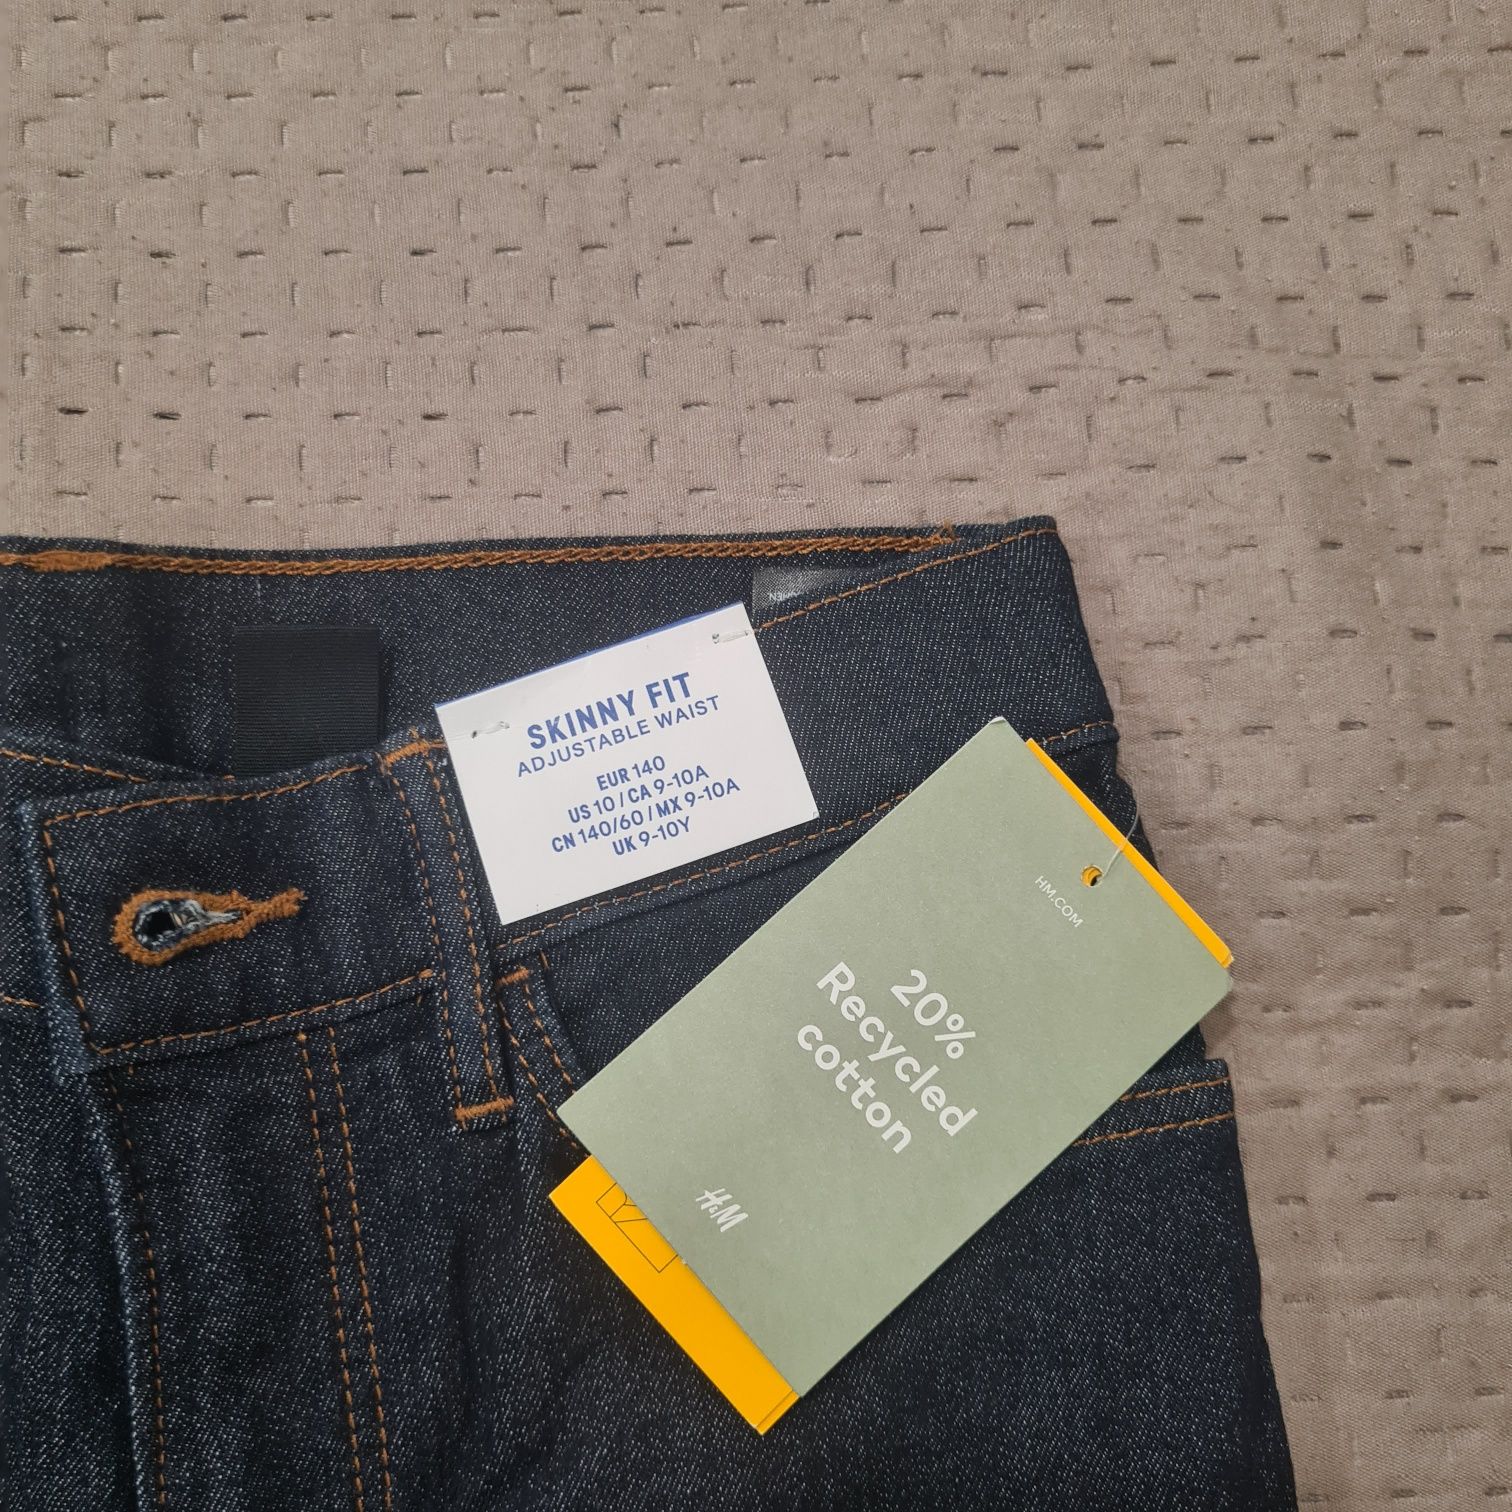 SKINNY FIT
ADJUSTABLE WAIST
EUR 140
US 10 / CA 9-10A
CN 140/60 / MX 9-10A
UK 9-10Y
HM.COM
20%
Recycled
cotton
H&M